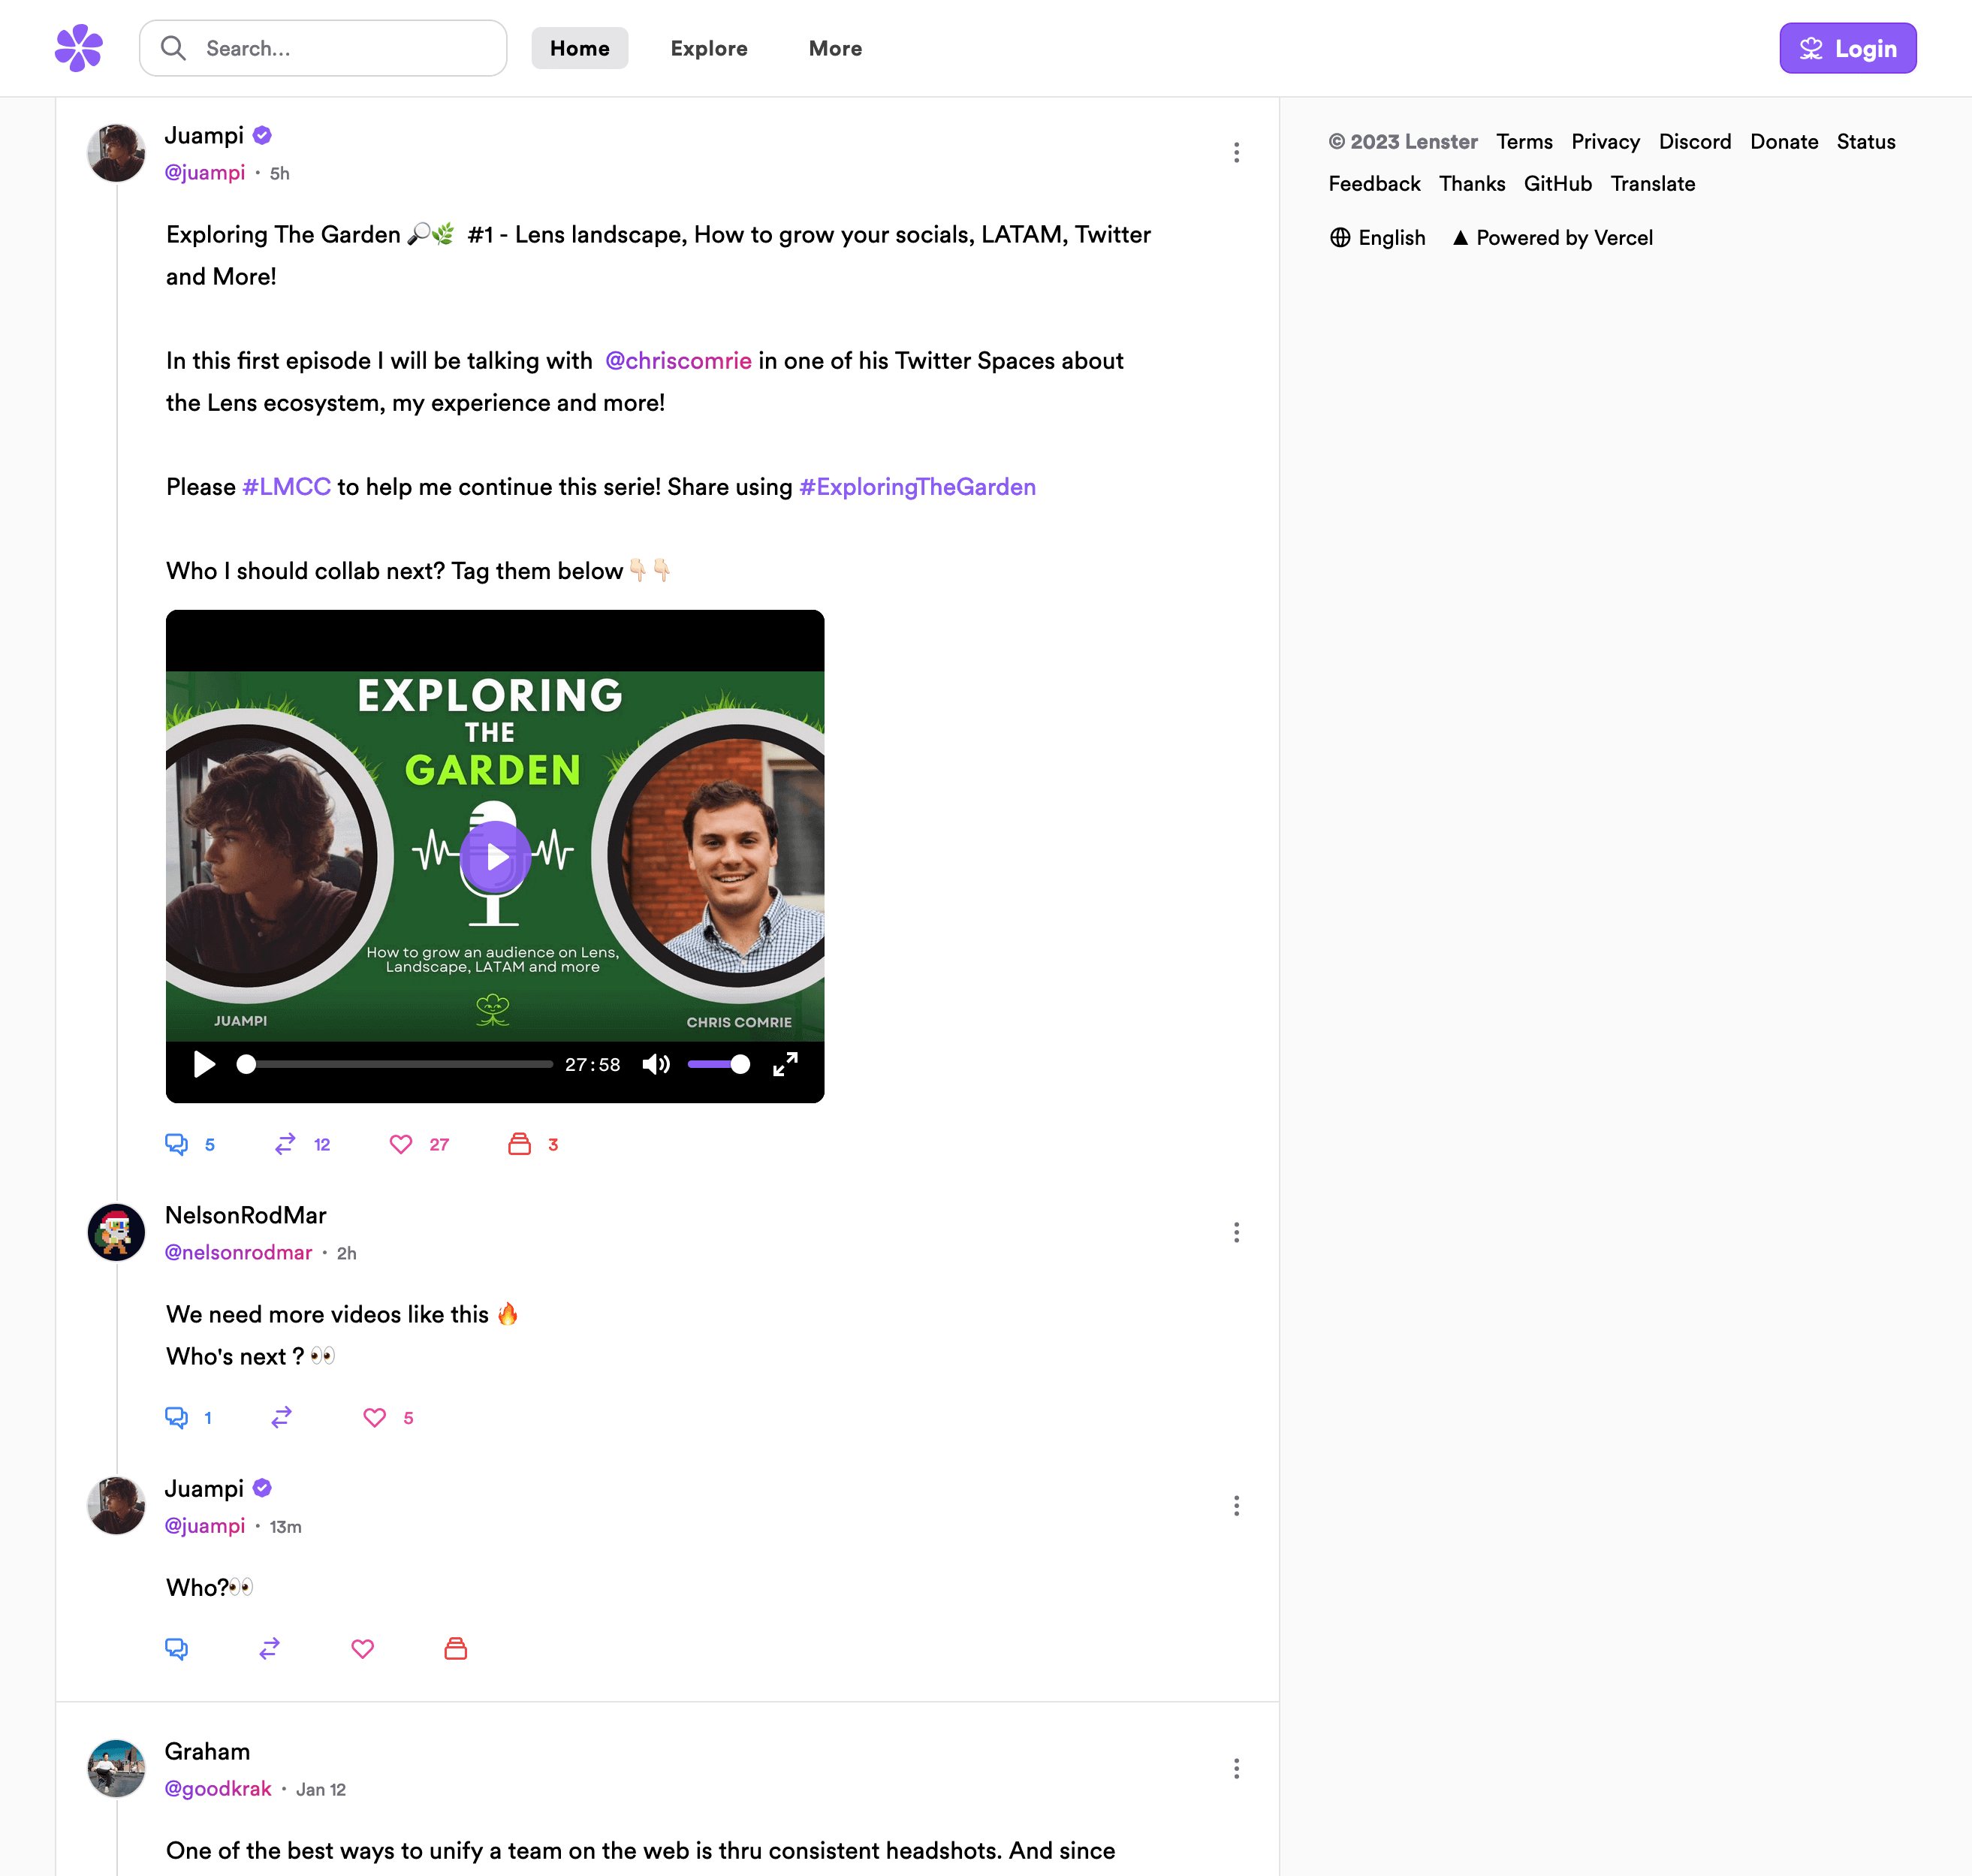 Search...
Home
Explore
More
Login
Juampi
@juampi · 5h
Exploring The Garden 🔎🌿 #1 - Lens landscape, How to grow your socials, LATAM, Twitter
and More!
In this first episode I will be talking with @chriscomrie in one of his Twitter Spaces about
the Lens ecosystem, my experience and more!
Please #LMCC to help me continue this serie! Share using #ExploringTheGarden
Who I should collab next? Tag them below👇🏻👇🏻
EXPLORING
THE
GARDEN
How to grow an audience on Lens,
Landscape, LATAM and more
JUAMPI
CHRIS COMRIE
27:58
5
12
27
3
NelsonRodMar
@nelsonrodmar · 2h
We need more videos like this 🔥
Who's next ? 👀
1
5
Juampi
@juampi · 13m
Who?👀
Graham
@goodkrak · Jan 12
One of the best ways to unify a team on the web is thru consistent headshots. And since
© 2023 Lenster Terms Privacy Discord Donate Status
Feedback Thanks GitHub Translate
English ▲ Powered by Vercel